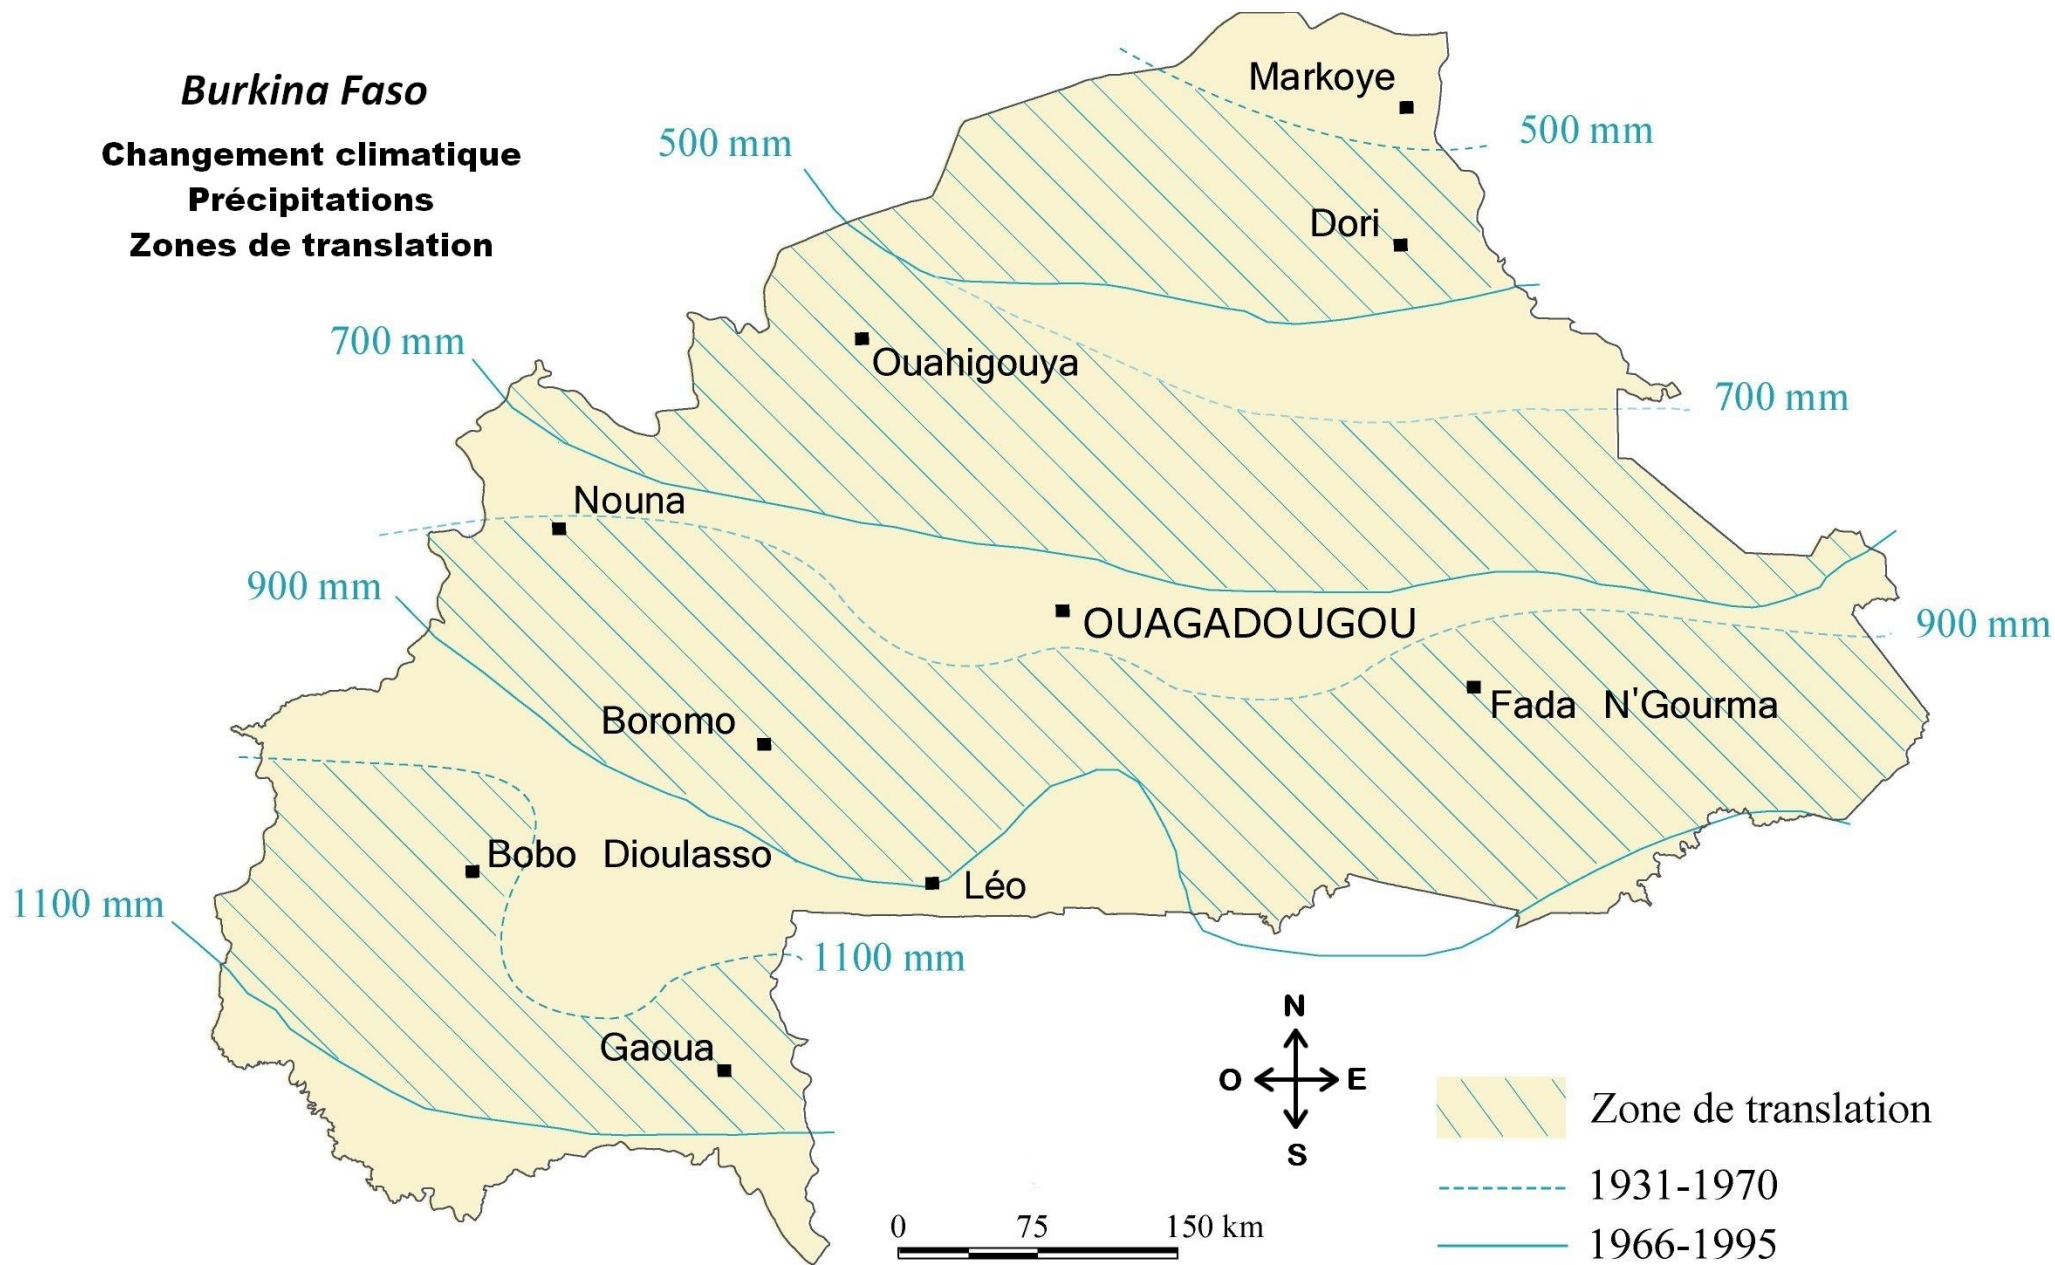 Burkina Faso
Changement climatique
Précipitations
Zones de translation
Markoye
500 mm
500 mm
Dori
700 mm
Ouahigouya
700 mm
Nouna
900 mm
OUAGADOUGOU
900 mm
Fada N'Gourma
Boromo
Bobo Dioulasso
Léo
1100 mm
1100 mm
Gaoua
N
O E
S
Zone de translation
1931-1970
1966-1995
0 75 150 km